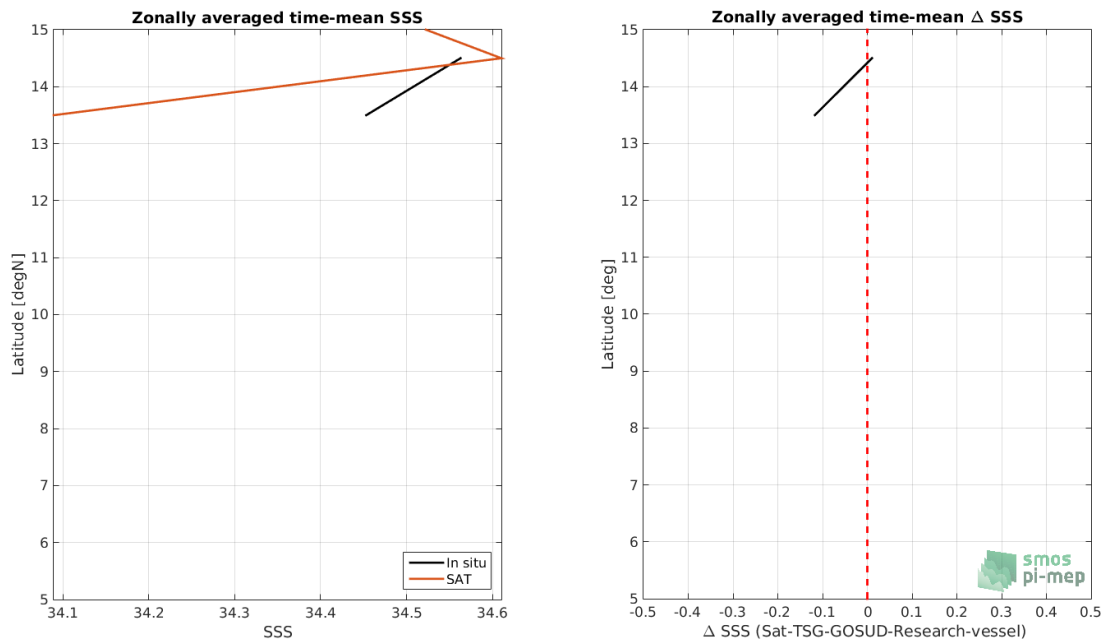 Zonally averaged time-mean SSS
Latitude [degN]
15
14
13
12
11
10
9
8
7
6
5
34.1 34.2 34.3 34.4 34.5 34.6
SSS
In situ
SAT
Zonally averaged time-mean Δ SSS
Latitude [deg]
15
14
13
12
11
10
9
8
7
6
5
-0.5 -0.4 -0.3 -0.2 -0.1 0 0.1 0.2 0.3 0.4 0.5
Δ SSS (Sat-TSG-GOSUD-Research-vessel)
smos
pi-mep